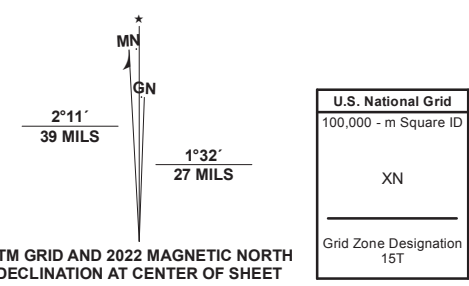 MN
GN
2°11´
39 MILS
1°32´
27 MILS
TM GRID AND 2022 MAGNETIC NORTH
DECLINATION AT CENTER OF SHEET
U.S. National Grid
100,000 - m Square ID
XN
Grid Zone Designation
15T